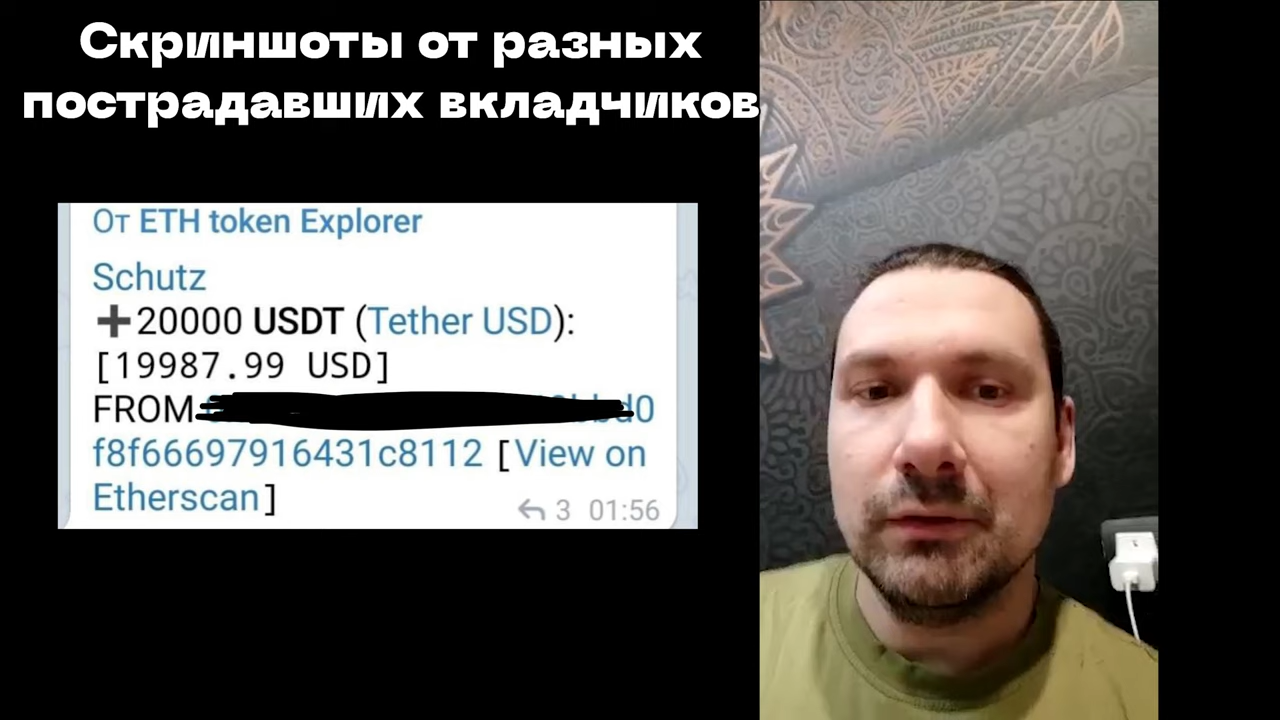 Скриншоты от разных
пострадавших вкладчиков
От ETH token Explorer
Schutz
➕20000 USDT (Tether USD):
[19987.99 USD]
FROM
f8f66697916431c8112 [View on
Etherscan]
3 01:56